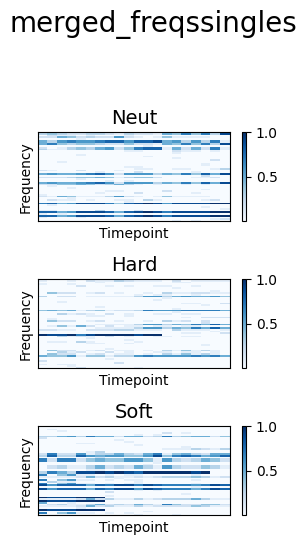 merged_freqssingles
Neut
1.0
0.5
Frequency
Timepoint
Hard
1.0
0.5
Frequency
Timepoint
Soft
1.0
0.5
Frequency
Timepoint